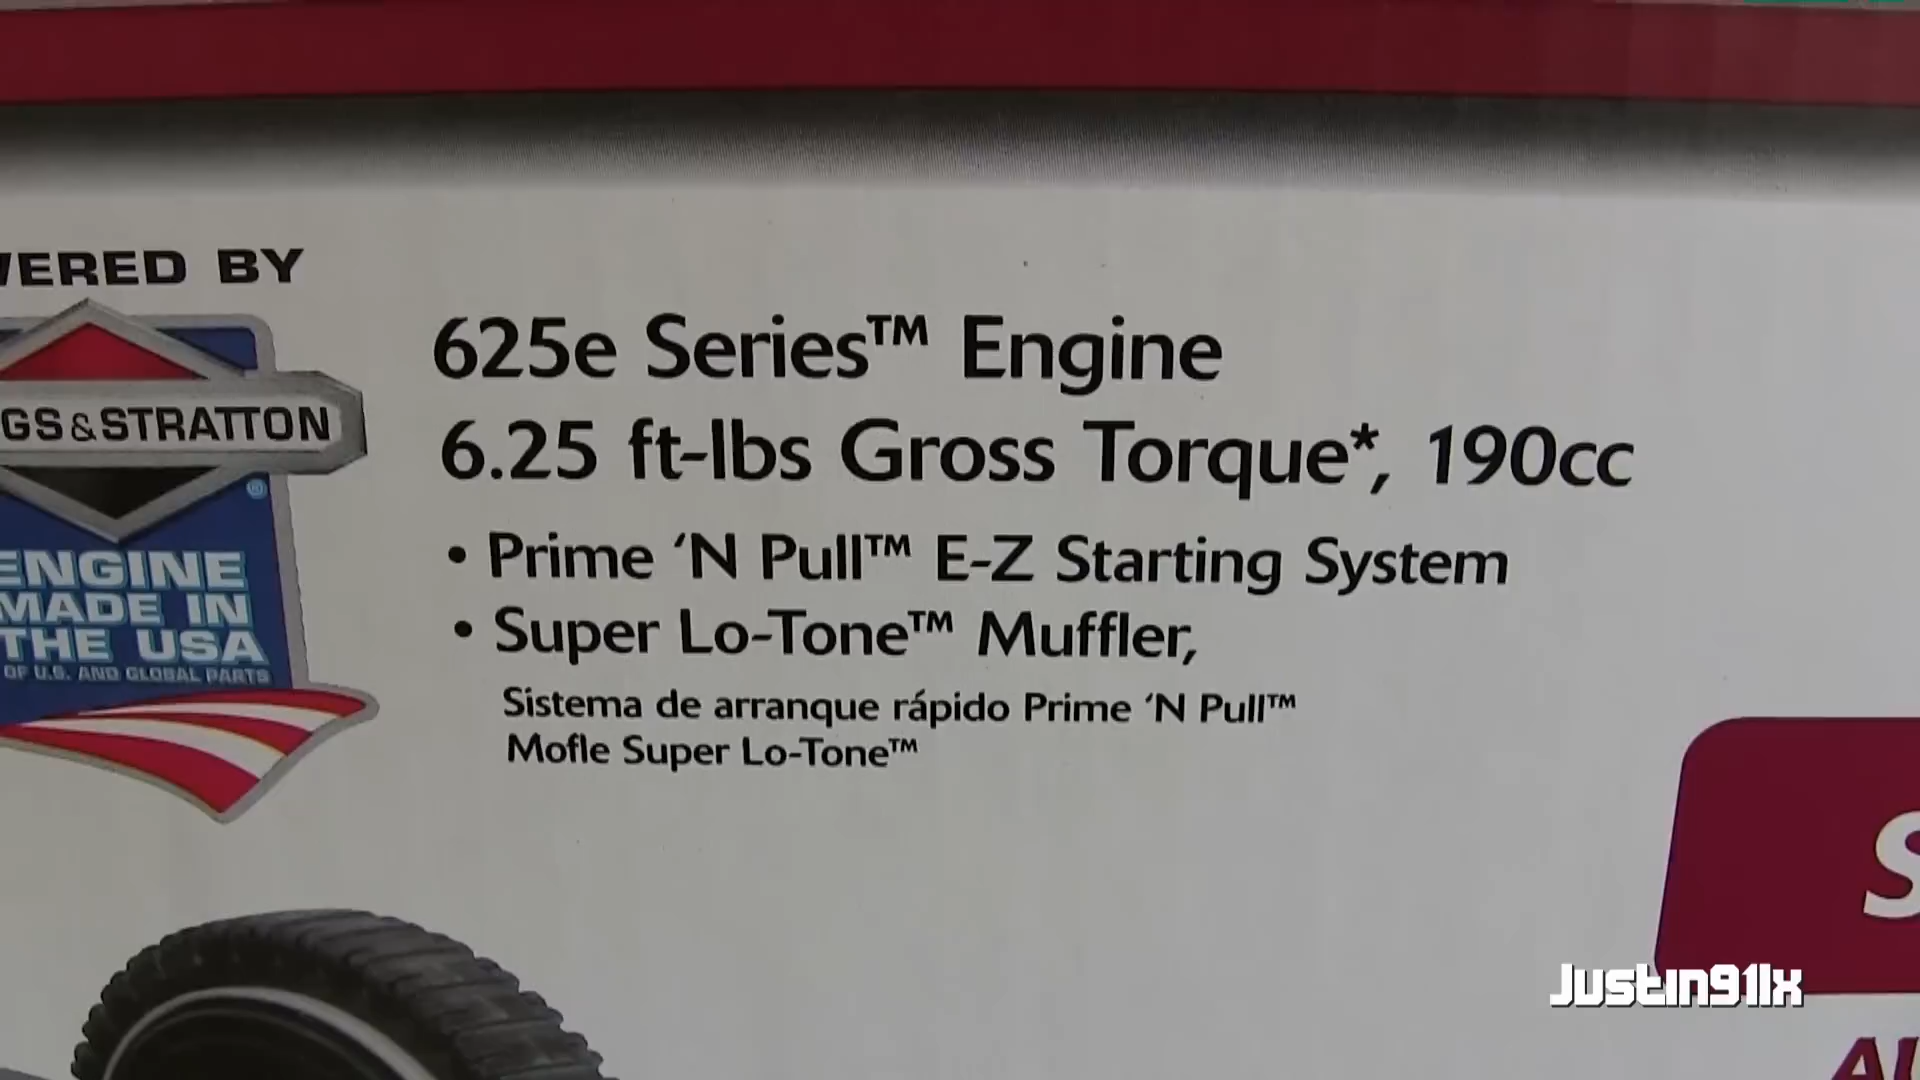 WERED BY
GS & STRATTON
®
ENGINE
MADE IN
THE USA
OF U.S. AND GLOBAL PARTS
625e Series™ Engine
6.25 ft-lbs Gross Torque*, 190cc
• Prime ‘N Pull™ E-Z Starting System
• Super Lo-Tone™ Muffler,
Sistema de arranque rápido Prime ‘N Pull™
Mofle Super Lo-Tone™
S
Justin91lx